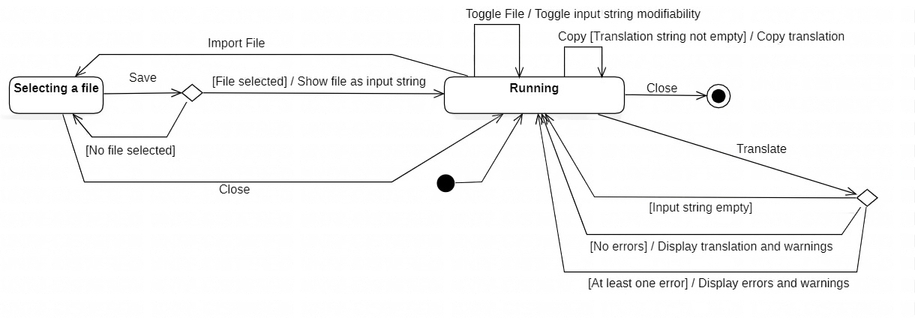 Toggle File / Toggle input string modifiability
Copy [Translation string not empty] / Copy translation
Import File
Selecting a file
Save
[File selected] / Show file as input string
Running
Close
[No file selected]
Close
Translate
[Input string empty]
[No errors] / Display translation and warnings
[At least one error] / Display errors and warnings